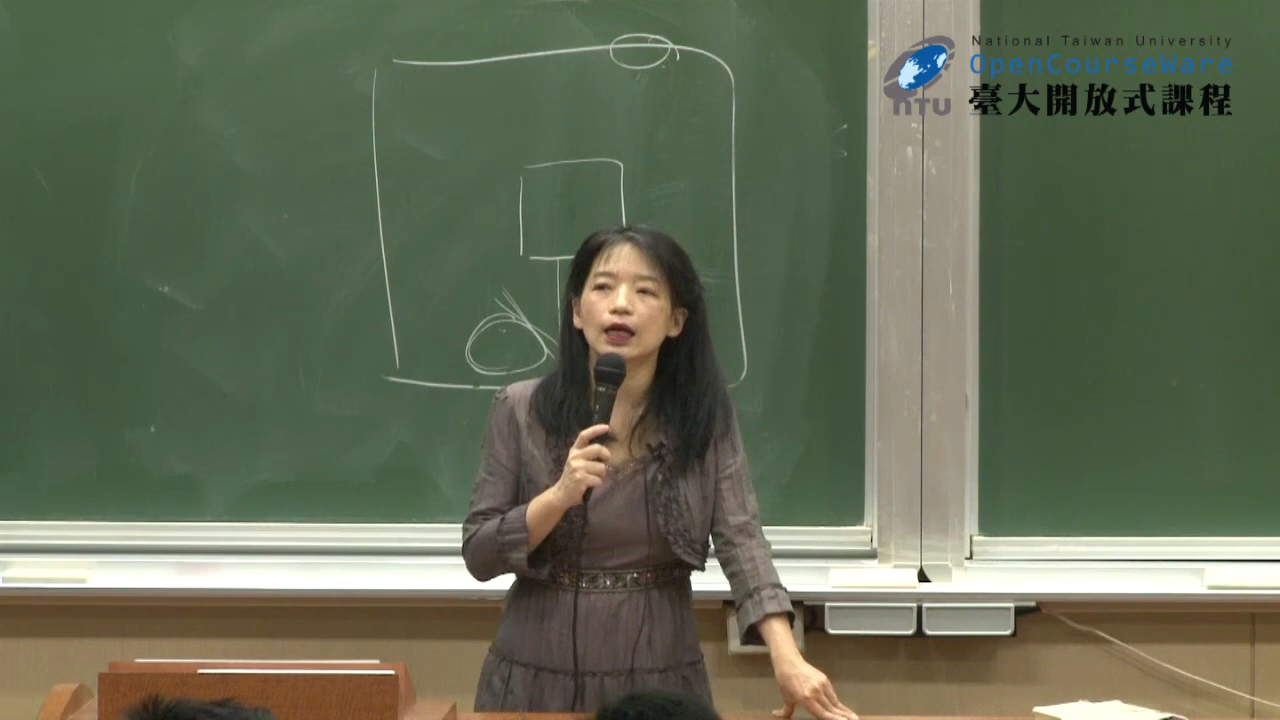 National Taiwan University
OpenCourseWare
臺大開放式課程
NTU